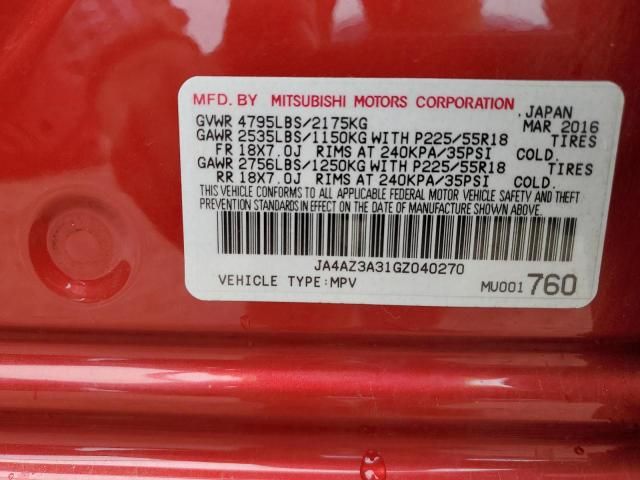 MFD. BY MITSUBISHI MOTORS CORPORATION , JAPAN
GVWR 4795LBS/2175KG MAR 2016
GAWR 2535LBS/1150KG WITH P225/55R18 TIRES
FR 18X7.0J RIMS AT 240KPA/35PSI COLD.
GAWR 2756LBS/1250KG WITH P225/55R18 TIRES
RR 18X7.0J RIMS AT 240KPA/35PSI COLD.
THIS VEHICLE CONFORMS TO ALL APPLICABLE FEDERAL MOTOR VEHICLE SAFETY AND THEFT
PREVENTION STANDARDS IN EFFECT ON THE DATE OF MANUFACTURE SHOWN ABOVE.
JA4AZ3A31GZ040270
VEHICLE TYPE:MPV MU001 760